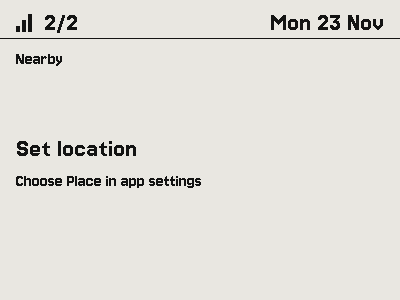 2/2
Mon 23 Nov
Nearby
Set location
Choose Place in app settings